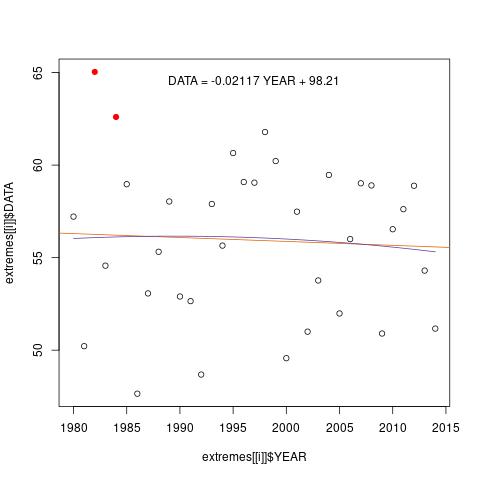 DATA = -0.02117 YEAR + 98.21
65
60
55
50
extremes[[i]]$DATA
1980 1985 1990 1995 2000 2005 2010 2015
extremes[[i]]$YEAR